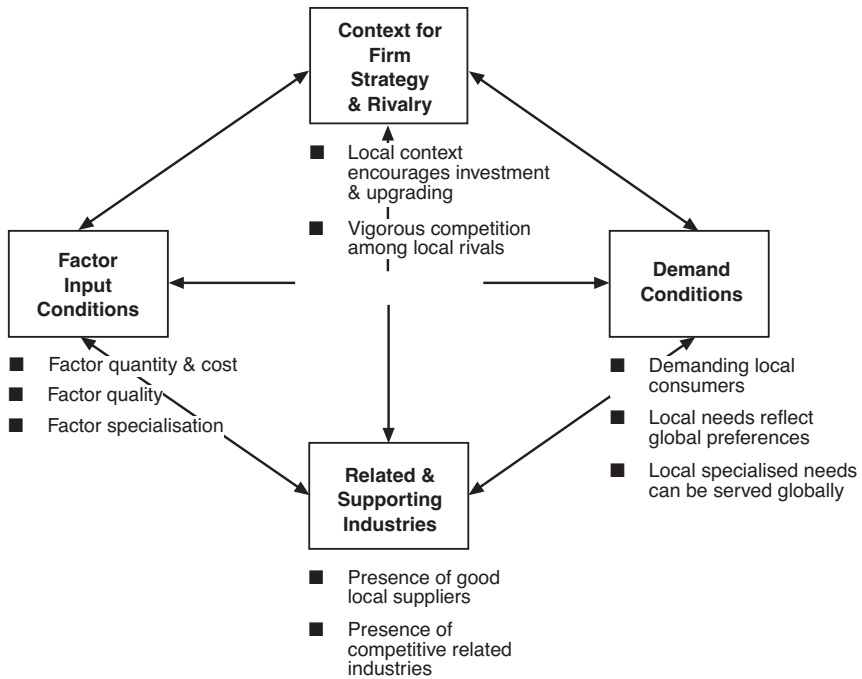 Context for
Firm
Strategy
& Rivalry
■ Local context
encourages investment
& upgrading
■ Vigorous competition
among local rivals
Factor
Input
Conditions
■ Factor quantity & cost
■ Factor quality
■ Factor specialisation
Demand
Conditions
■ Demanding local
consumers
■ Local needs reflect
global preferences
■ Local specialised needs
can be served globally
Related &
Supporting
Industries
■ Presence of good
local suppliers
■ Presence of
competitive related
industries